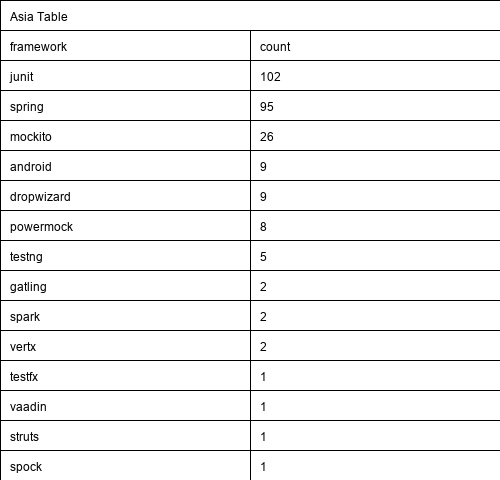 Asia Table
framework count
junit 102
spring 95
mockito 26
android 9
dropwizard 9
powermock 8
testng 5
gatling 2
spark 2
vertx 2
testfx 1
vaadin 1
struts 1
spock 1